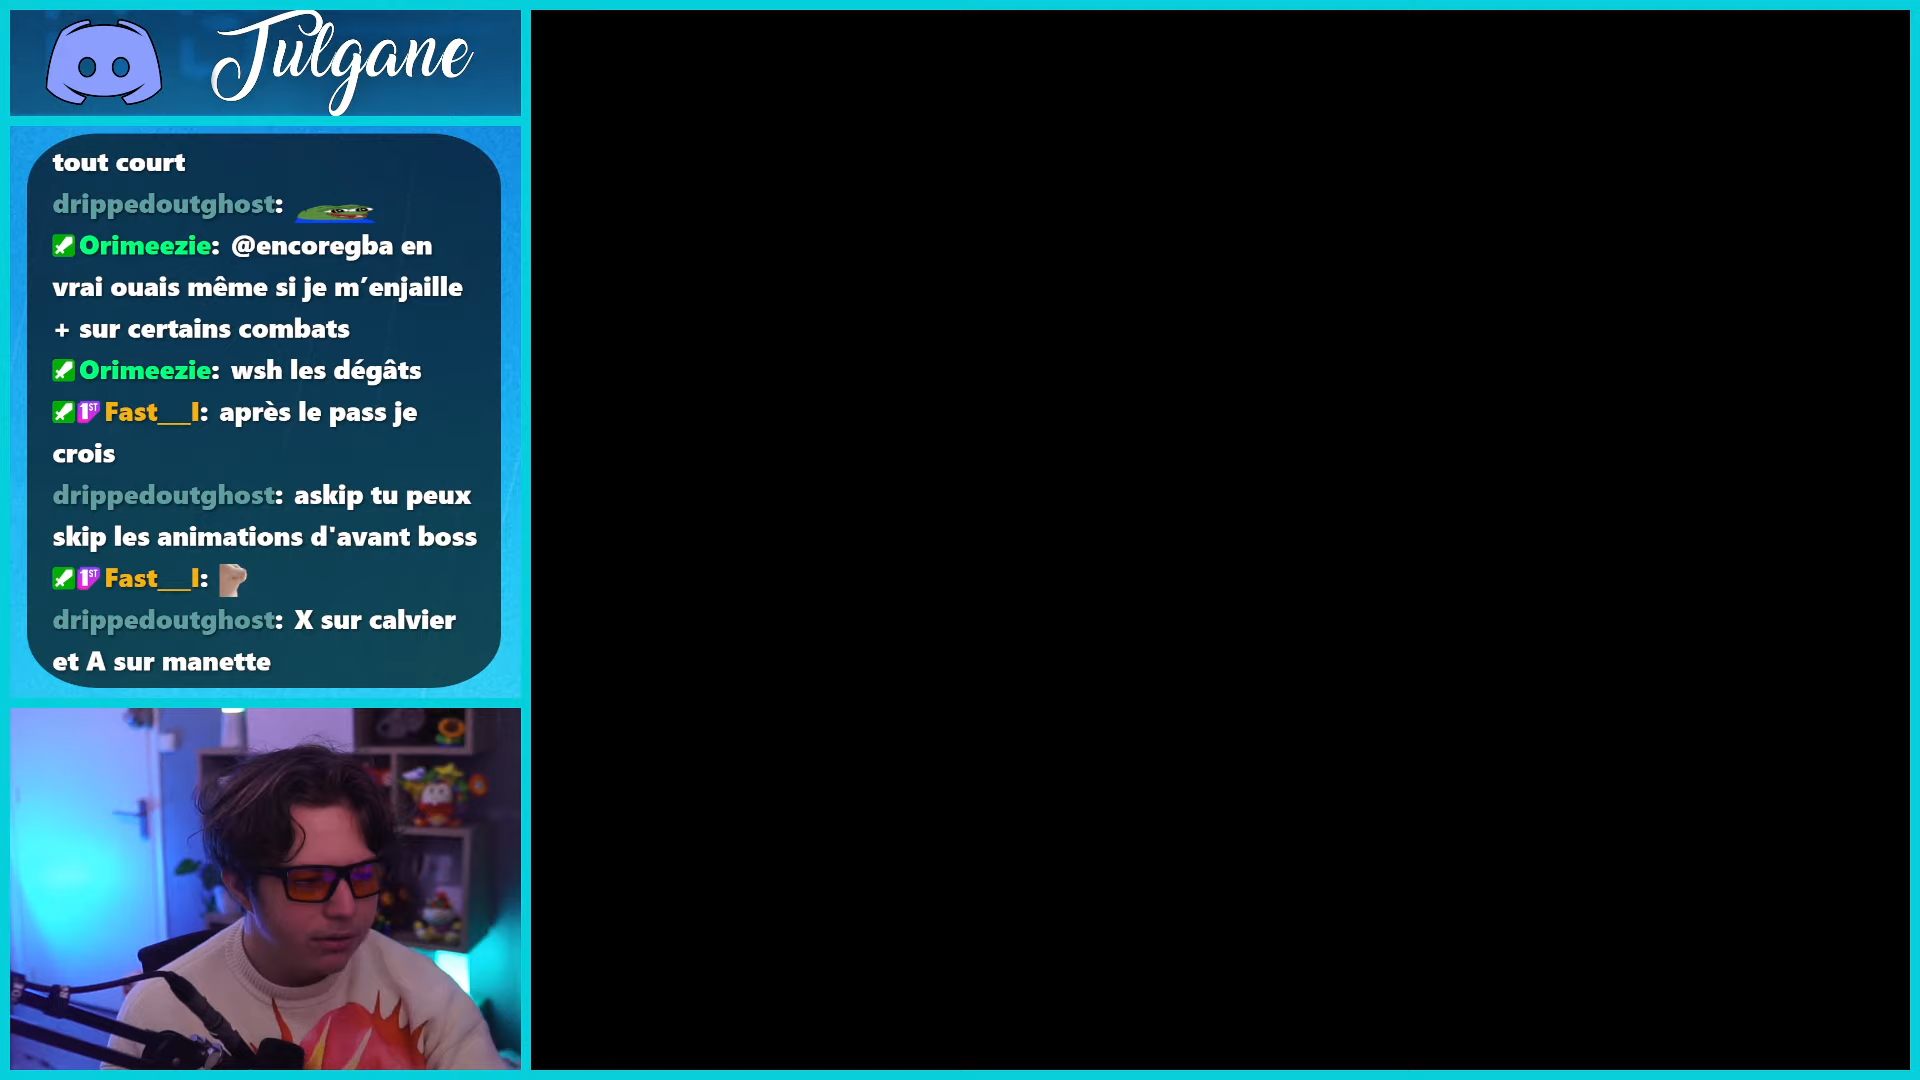 Julgane
tout court
drippedoutghost:
Orimeezie: @encoregba en
vrai ouais même si je m'enjaille
+ sur certains combats
Orimeezie: wsh les dégâts
1ST Fast__l: après le pass je
crois
drippedoutghost: askip tu peux
skip les animations d'avant boss
1ST Fast__l:
drippedoutghost: X sur calvier
et A sur manette